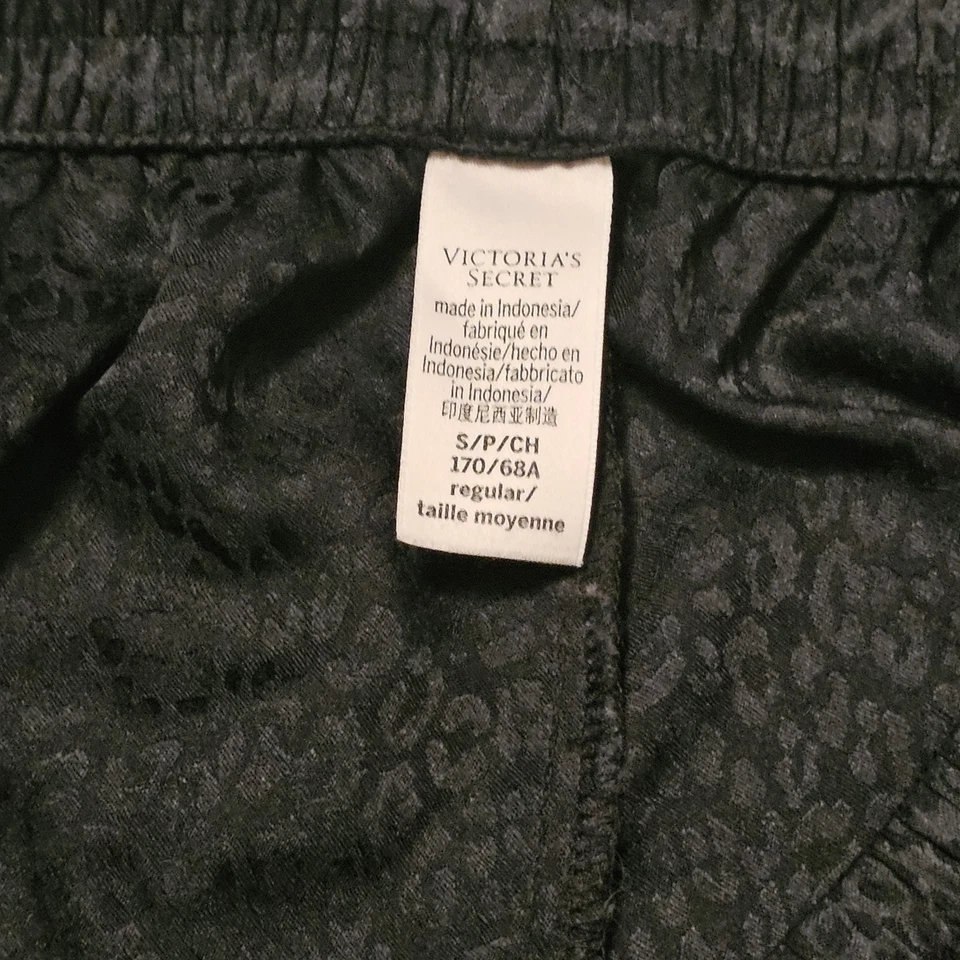 VICTORIA'S
SECRET
made in Indonesia/
fabriqué en
Indonésie/hecho en
Indonesia/fabbricato
in Indonesia/
印度尼西亚制造
S/P/CH
170/68A
regular/
taille moyenne